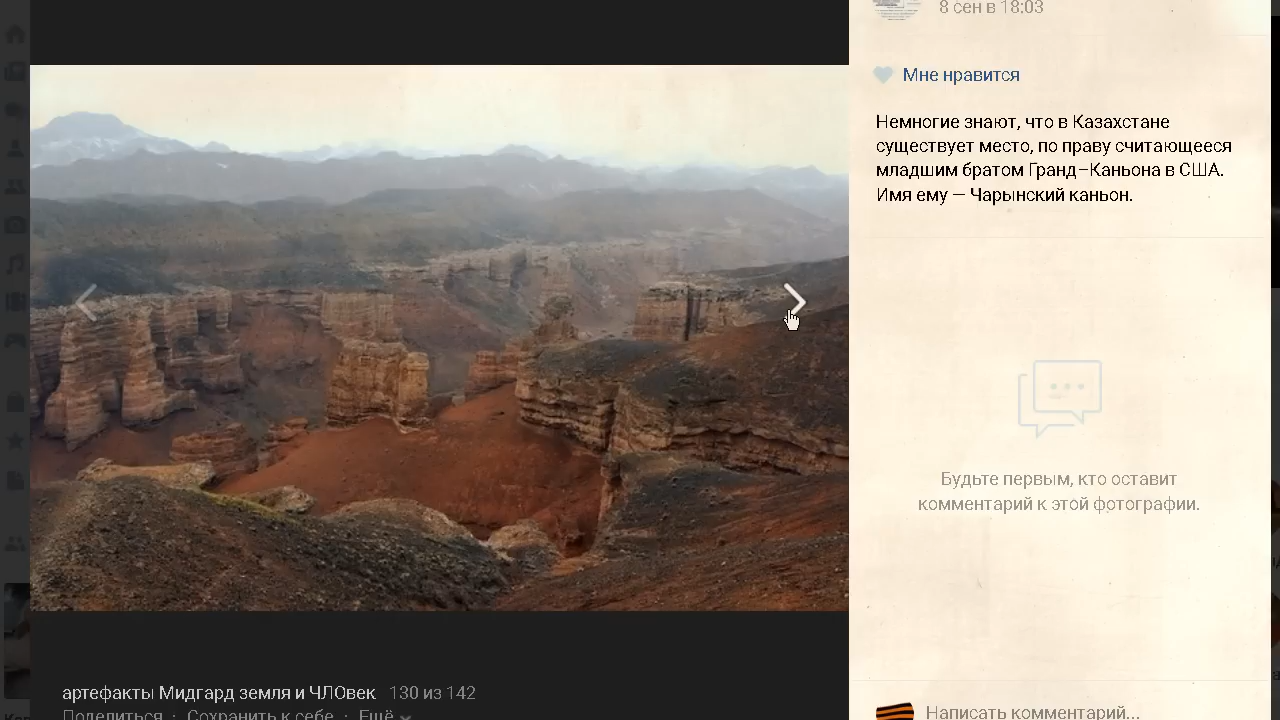 8 сен в 18:03
Мне нравится
Немногие знают, что в Казахстане
существует место, по праву считающееся
младшим братом Гранд–Каньона в США.
Имя ему — Чарынский каньон.
Будьте первым, кто оставит
комментарий к этой фотографии.
артефакты Мидгард земля и ЧЛОвек 130 из 142
Поделиться · Сохранить к себе · Ещё
Написать комментарий...